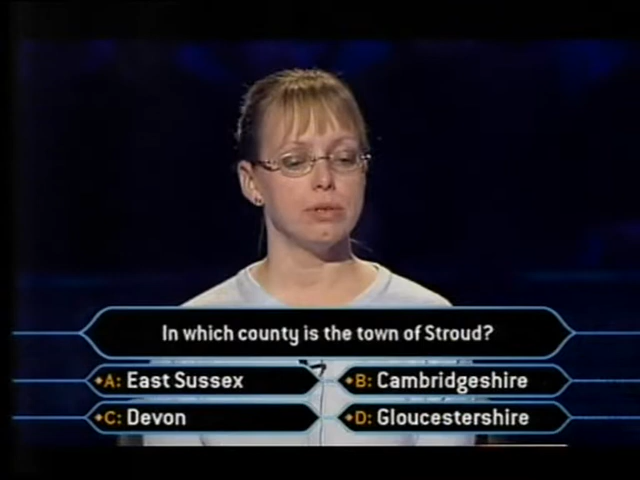 In which county is the town of Stroud?
A: East Sussex
B: Cambridgeshire
C: Devon
D: Gloucestershire